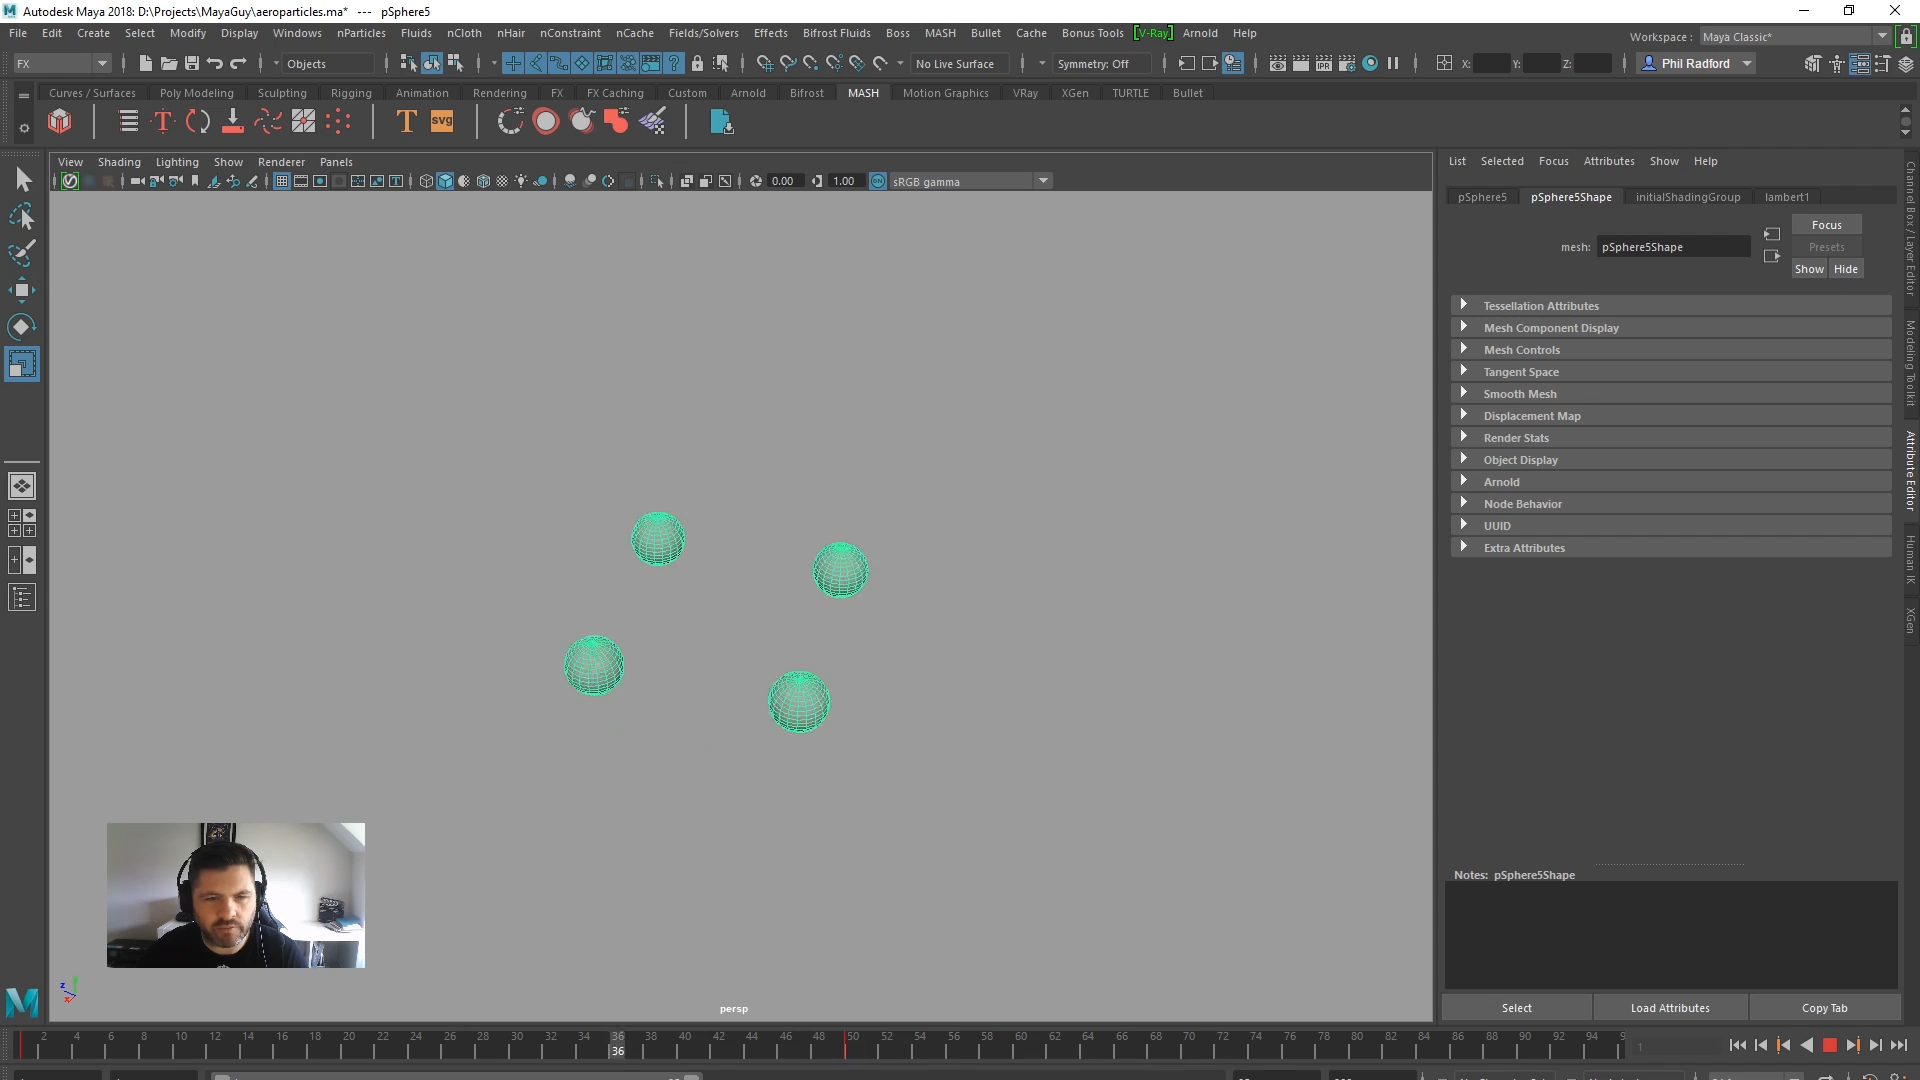 Autodesk Maya 2018: D:\Projects\MayaGuy\aeroparticles.ma* --- pSphere5
File Edit Create Select Modify Display Windows nParticles Fluids nCloth nHair nConstraint nCache Fields/Solvers Effects Bifrost Fluids Boss MASH Bullet Cache Bonus Tools [V-Ray] Arnold Help
Workspace : Maya Classic*
FX Objects No Live Surface Symmetry: Off X: Y: Z: Phil Radford
Curves / Surfaces Poly Modeling Sculpting Rigging Animation Rendering FX FX Caching Custom Arnold Bifrost MASH Motion Graphics VRay XGen TURTLE Bullet
T T svg
View Shading Lighting Show Renderer Panels
0.00 1.00 ON sRGB gamma
List Selected Focus Attributes Show Help
pSphere5 pSphere5Shape initialShadingGroup lambert1
mesh: pSphere5Shape
Focus
Presets
Show Hide
Tessellation Attributes
Mesh Component Display
Mesh Controls
Tangent Space
Smooth Mesh
Displacement Map
Render Stats
Object Display
Arnold
Node Behavior
UUID
Extra Attributes
Notes: pSphere5Shape
Select Load Attributes Copy Tab
Channel Box / Layer Editor
Modeling Toolkit
Attribute Editor
Human IK
XGen
z x
persp
2 4 6 8 10 12 14 16 18 20 22 24 26 28 30 32 34 36 38 40 42 44 46 48 50 52 54 56 58 60 62 64 66 68 70 72 74 76 78 80 82 84 86 88 90 92 94 9
36
1